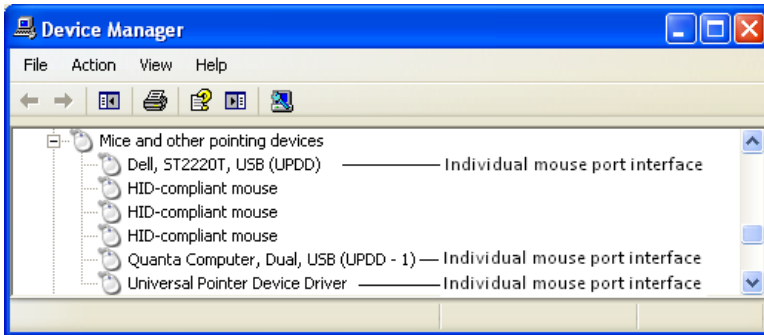 Device Manager
File Action View Help
Mice and other pointing devices
Dell, ST2220T, USB (UPDD) Individual mouse port interface
HID-compliant mouse
HID-compliant mouse
HID-compliant mouse
Quanta Computer, Dual, USB (UPDD - 1) Individual mouse port interface
Universal Pointer Device Driver Individual mouse port interface